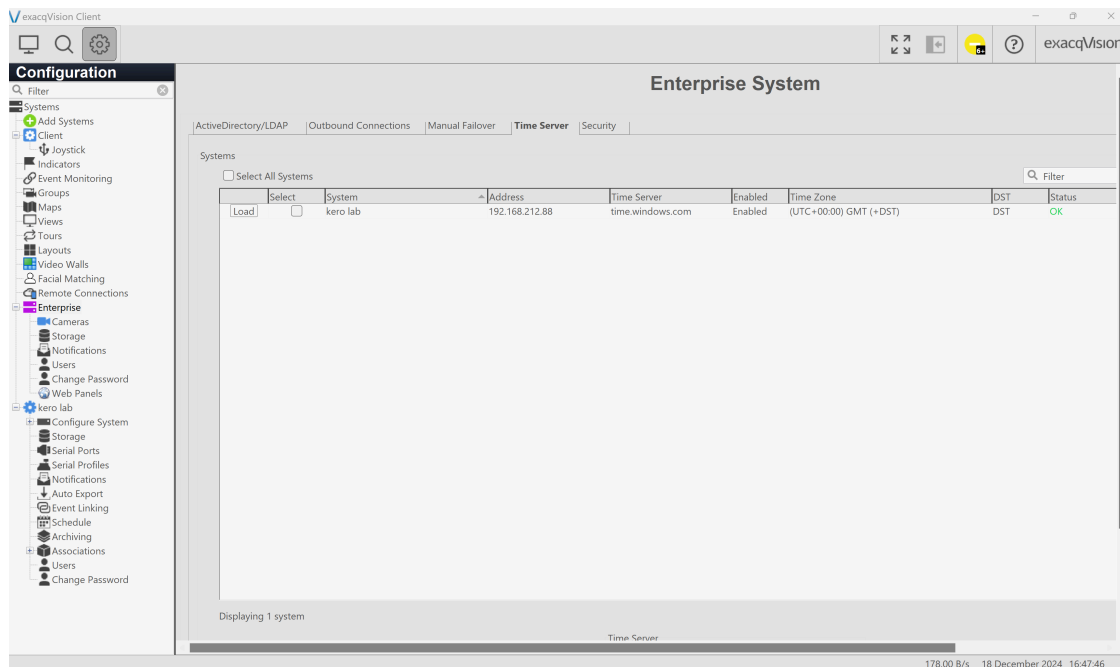 exacqVision Client
6+
exacqVision
Configuration
Filter
Systems
Add Systems
Client
Joystick
Indicators
Event Monitoring
Groups
Maps
Views
Tours
Layouts
Video Walls
Facial Matching
Remote Connections
Enterprise
Cameras
Storage
Notifications
Users
Change Password
Web Panels
kero lab
Configure System
Storage
Serial Ports
Serial Profiles
Notifications
Auto Export
Event Linking
Schedule
Archiving
Associations
Users
Change Password
Enterprise System
ActiveDirectory/LDAP Outbound Connections Manual Failover Time Server Security
Systems
Select All Systems
Filter
Select System Address Time Server Enabled Time Zone DST Status
Load kero lab 192.168.212.88 time.windows.com Enabled (UTC+00:00) GMT (+DST) DST OK
Displaying 1 system
Time Server
178.00 B/s 18 December 2024 16:47:46